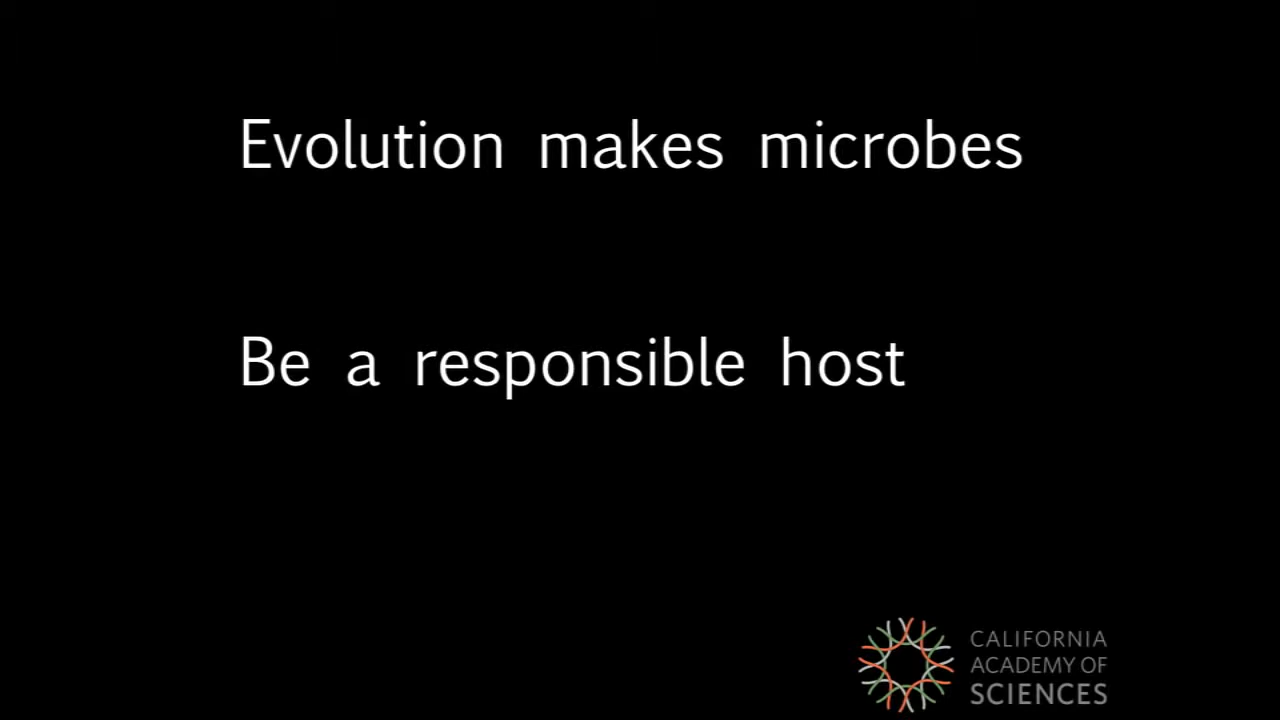 Evolution makes microbes
Be a responsible host
CALIFORNIA
ACADEMY OF
SCIENCES